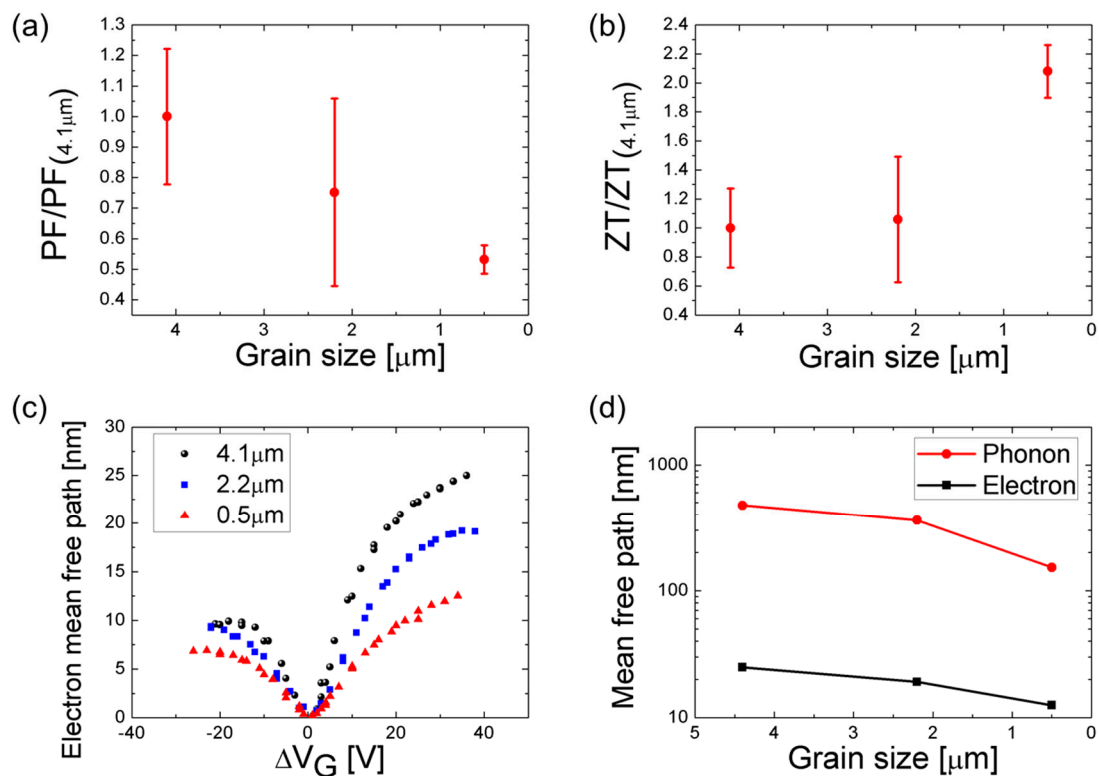 (a)
1.3
1.2
1.1
1.0
0.9
0.8
0.7
0.6
0.5
0.4
PF/PF(4.1μm)
4 3 2 1 0
Grain size [μm]
(b)
2.4
2.2
2.0
1.8
1.6
1.4
1.2
1.0
0.8
0.6
0.4
ZT/ZT(4.1μm)
4 3 2 1 0
Grain size [μm]
(c)
30
25
20
15
10
5
0
Electron mean free path [nm]
4.1μm
2.2μm
0.5μm
-40 -20 0 20 40
ΔVG [V]
(d)
1000
100
10
Mean free path [nm]
Phonon
Electron
5 4 3 2 1 0
Grain size [μm]